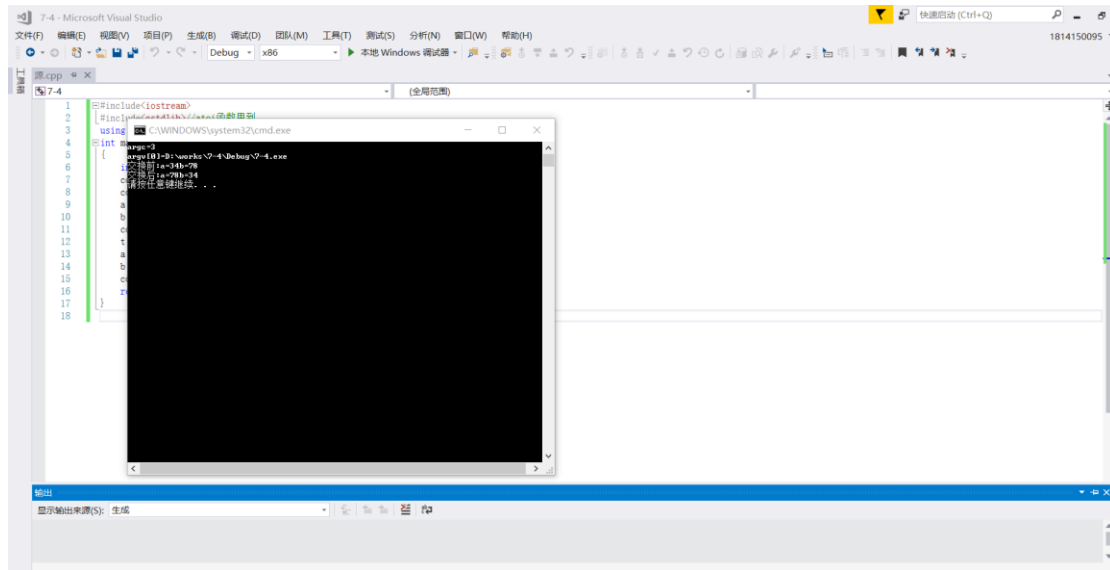 7-4 - Microsoft Visual Studio
快速启动 (Ctrl+Q)
文件(F) 编辑(E) 视图(V) 项目(P) 生成(B) 调试(D) 团队(M) 工具(T) 测试(S) 分析(N) 窗口(W) 帮助(H)
1814150095
Debug x86 本地 Windows 调试器
工具箱
源.cpp
7-4 (全局范围)
1 #include<iostream>
2 #include<cstdlib>//atoi函数用到
3 using
4 int
5 {
6
7
8
9 a
10 b
11
12 t
13 a
14 b
15
16
17 }
18
C:\WINDOWS\system32\cmd.exe
argc=3
argv[0]=D:\works\7-4\Debug\7-4.exe
交换前:a=34b=78
交换后:a=78b=34
请按任意键继续. . .
输出
显示输出来源(S): 生成